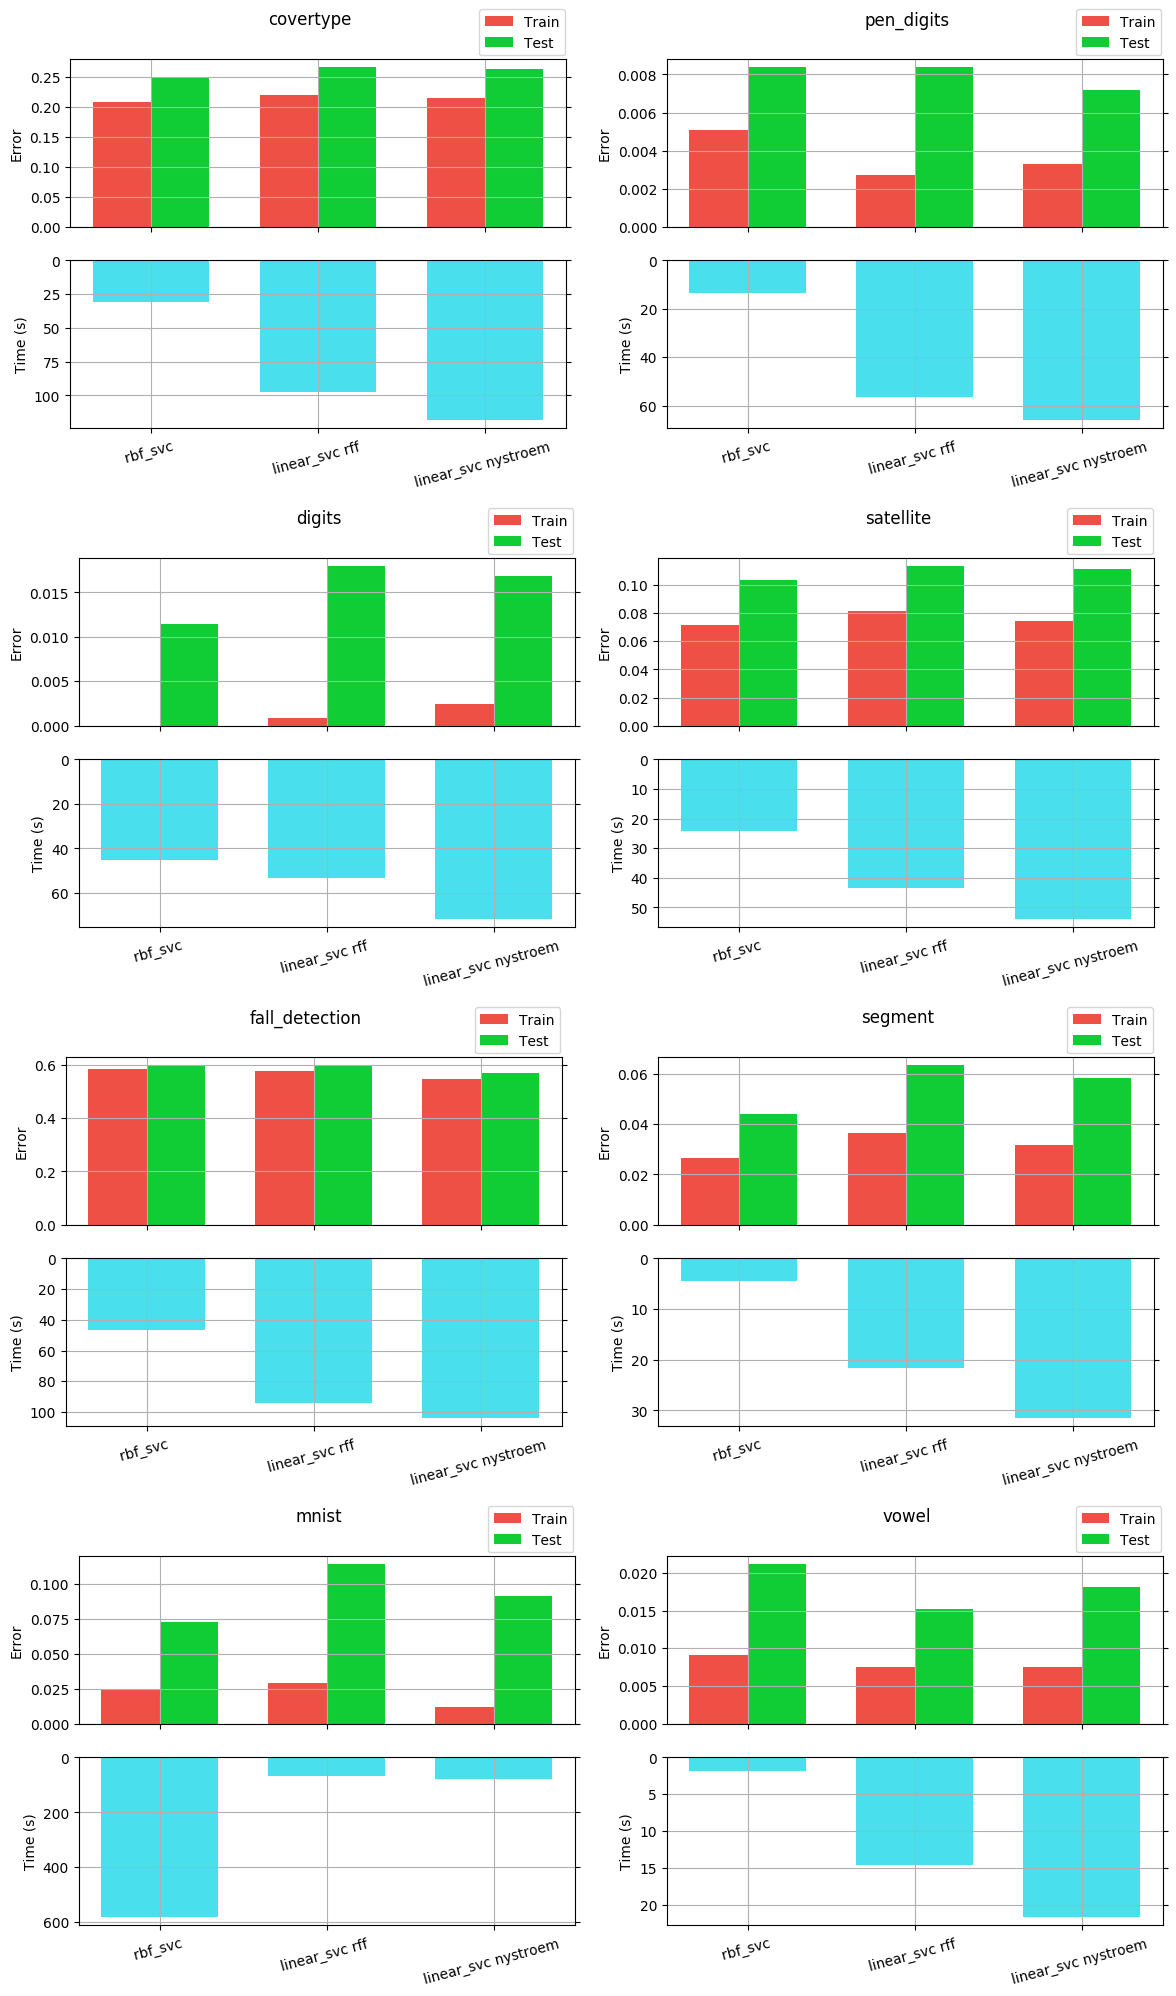 covertype
Train
Test
Error
0.25
0.20
0.15
0.10
0.05
0.00
Time (s)
0
25
50
75
100
rbf_svc
linear_svc rff
linear_svc nystroem
pen_digits
Train
Test
Error
0.008
0.006
0.004
0.002
0.000
Time (s)
0
20
40
60
rbf_svc
linear_svc rff
linear_svc nystroem
digits
Train
Test
Error
0.015
0.010
0.005
0.000
Time (s)
0
20
40
60
rbf_svc
linear_svc rff
linear_svc nystroem
satellite
Train
Test
Error
0.10
0.08
0.06
0.04
0.02
0.00
Time (s)
0
10
20
30
40
50
rbf_svc
linear_svc rff
linear_svc nystroem
fall_detection
Train
Test
Error
0.6
0.4
0.2
0.0
Time (s)
0
20
40
60
80
100
rbf_svc
linear_svc rff
linear_svc nystroem
segment
Train
Test
Error
0.06
0.04
0.02
0.00
Time (s)
0
10
20
30
rbf_svc
linear_svc rff
linear_svc nystroem
mnist
Train
Test
Error
0.100
0.075
0.050
0.025
0.000
Time (s)
0
200
400
600
rbf_svc
linear_svc rff
linear_svc nystroem
vowel
Train
Test
Error
0.020
0.015
0.010
0.005
0.000
Time (s)
0
5
10
15
20
rbf_svc
linear_svc rff
linear_svc nystroem